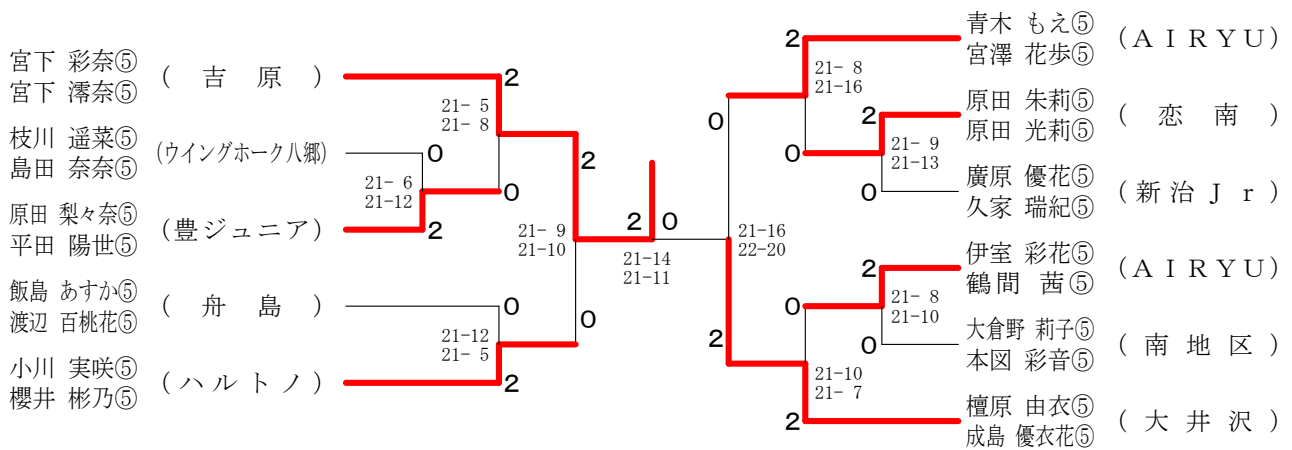 宮下 彩奈⑤
宮下 澪奈⑤
( 吉 原 )
2
21- 5
21- 8
枝川 遥菜⑤
島田 奈奈⑤
(ウイングホーク八郷)
0
21- 6
21-12
0
原田 梨々奈⑤
平田 陽世⑤
(豊ジュニア)
2
2
21- 9
21-10
飯島 あすか⑤
渡辺 百桃花⑤
( 舟 島 )
0
0
21-12
21- 5
小川 実咲⑤
櫻井 彬乃⑤
(ハルトノ)
2
2 0
21-14
21-11
2
青木 もえ⑤
宮澤 花歩⑤
(AIRYU)
21- 8
21-16
0
2
原田 朱莉⑤
原田 光莉⑤
( 恋 南 )
0
21- 9
21-13
0
廣原 優花⑤
久家 瑞紀⑤
(新治Jr)
21-16
22-20
2
伊室 彩花⑤
鶴間 茜⑤
(AIRYU)
0
21- 8
21-10
2
0
大倉野 莉子⑤
本図 彩音⑤
(南地区)
21-10
21- 7
2
檀原 由衣⑤
成島 優衣花⑤
(大井沢)